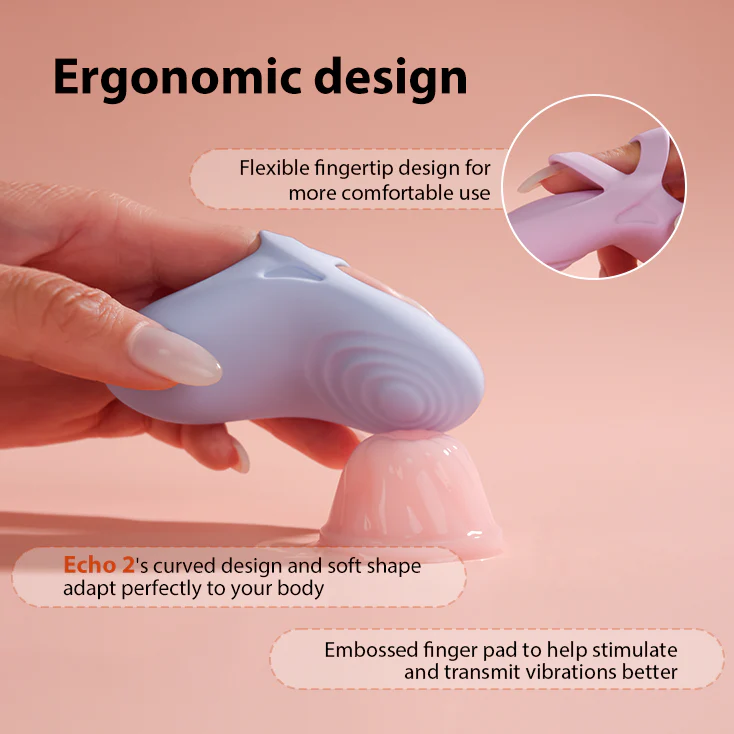 Ergonomic design
Flexible fingertip design for
more comfortable use
Echo 2's curved design and soft shape
adapt perfectly to your body
Embossed finger pad to help stimulate
and transmit vibrations better